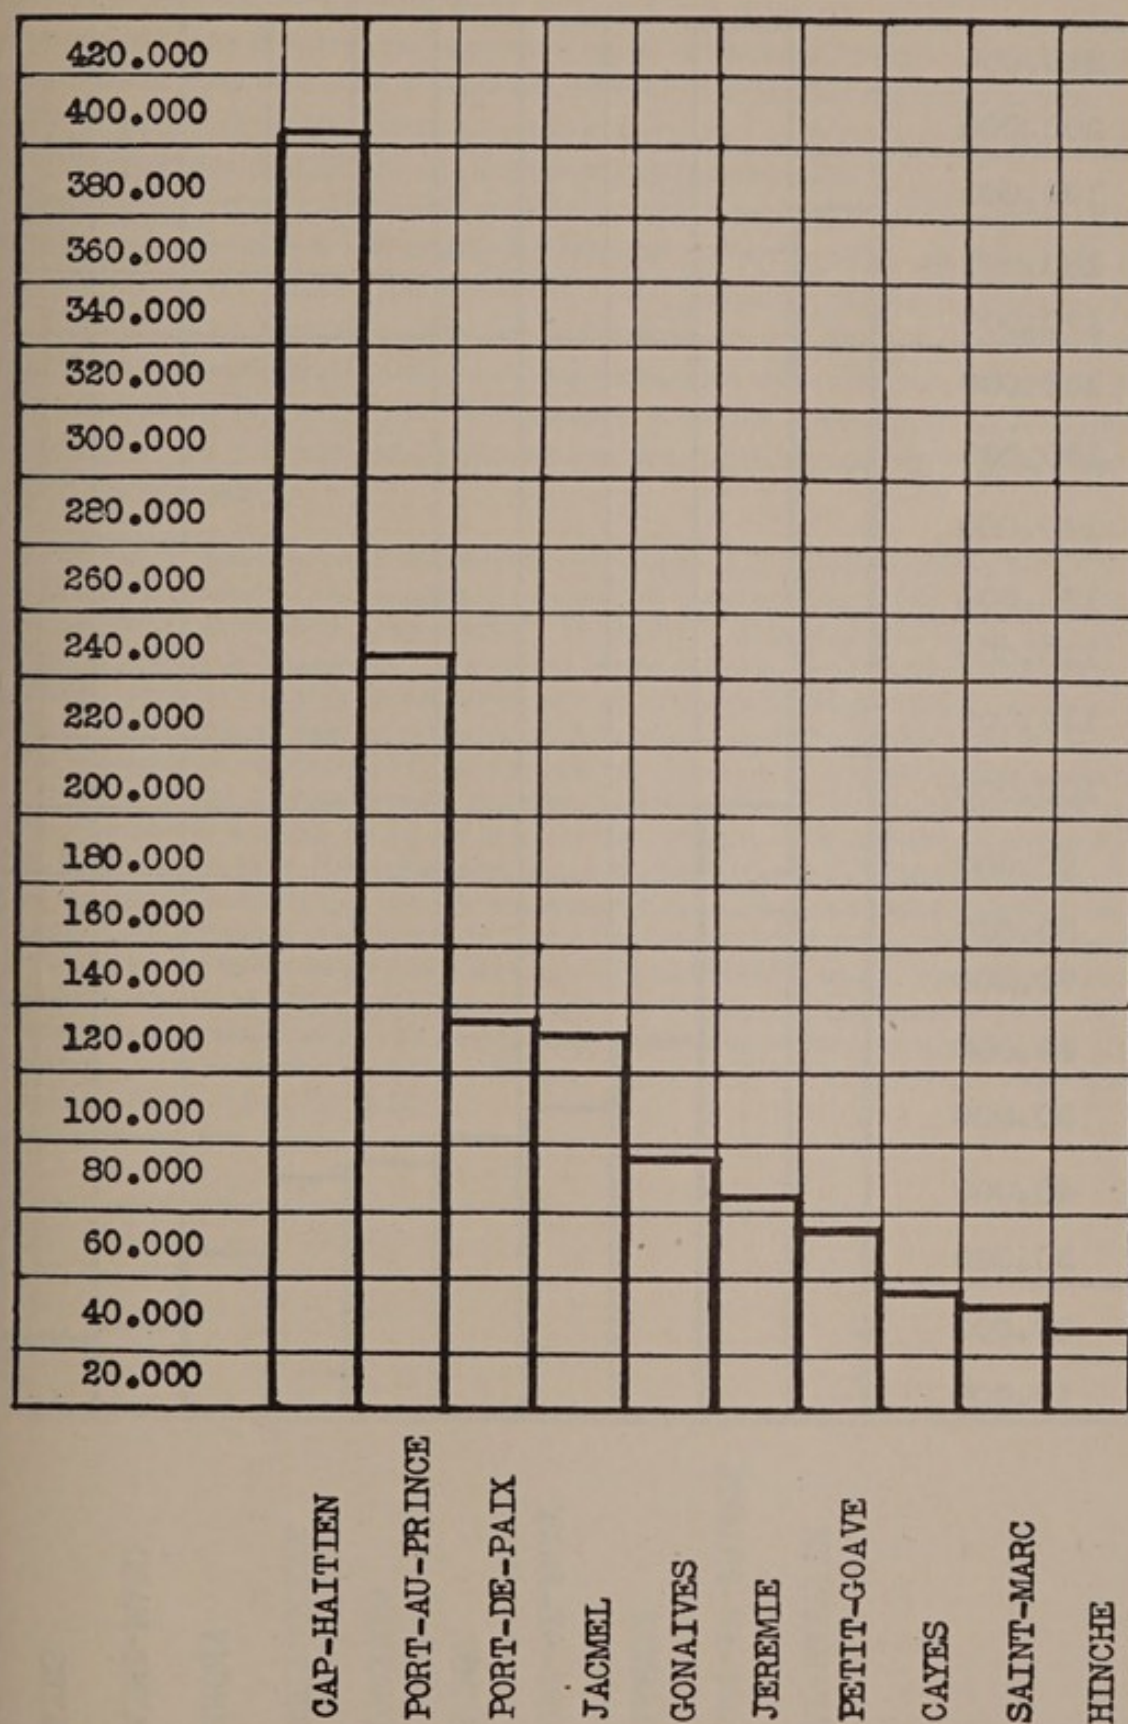 420.000
400.000
380.000
360.000
340.000
320.000
300.000
280.000
260.000
240.000
220.000
200.000
180.000
160.000
140.000
120.000
100.000
80.000
60.000
40.000
20.000
CAP-HAITIEN
PORT-AU-PRINCE
PORT-DE-PAIX
JACMEL
GONAIVES
JEREMIE
PETIT-GOAVE
CAYES
SAINT-MARC
HINCHE